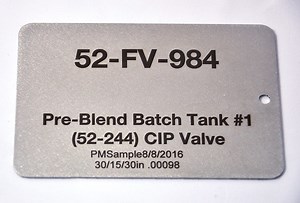 52-FV-984
Pre-Blend Batch Tank #1
(52-244) CIP Valve
PMSample8/8/2016
30/15/30in .00098